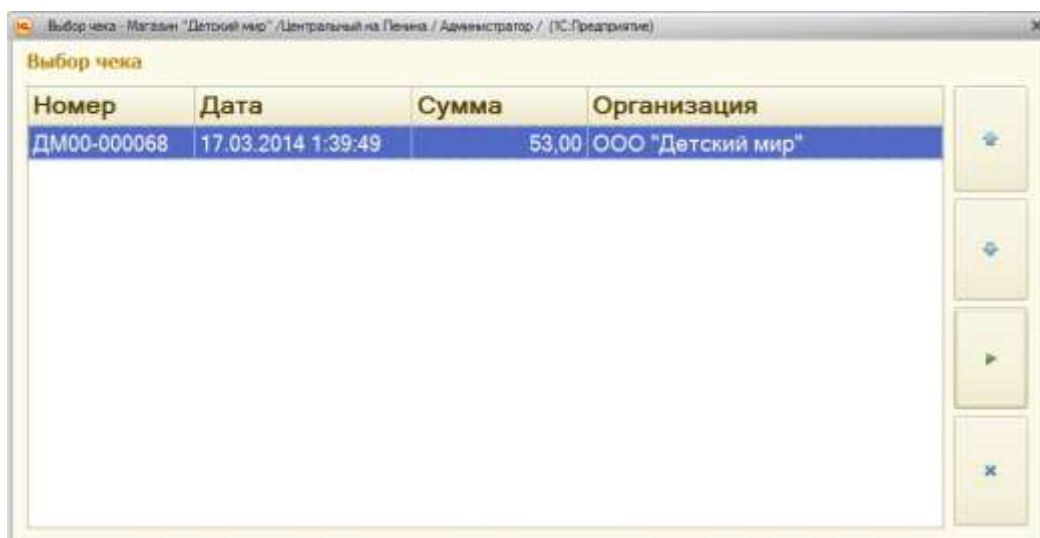 Выбор чека - Магазин "Детский мир" /Центральный на Ленина / Администратор / (1С:Предприятие)
Выбор чека
Номер Дата Сумма Организация
ДМ00-000068 17.03.2014 1:39:49 53,00 ООО "Детский мир"